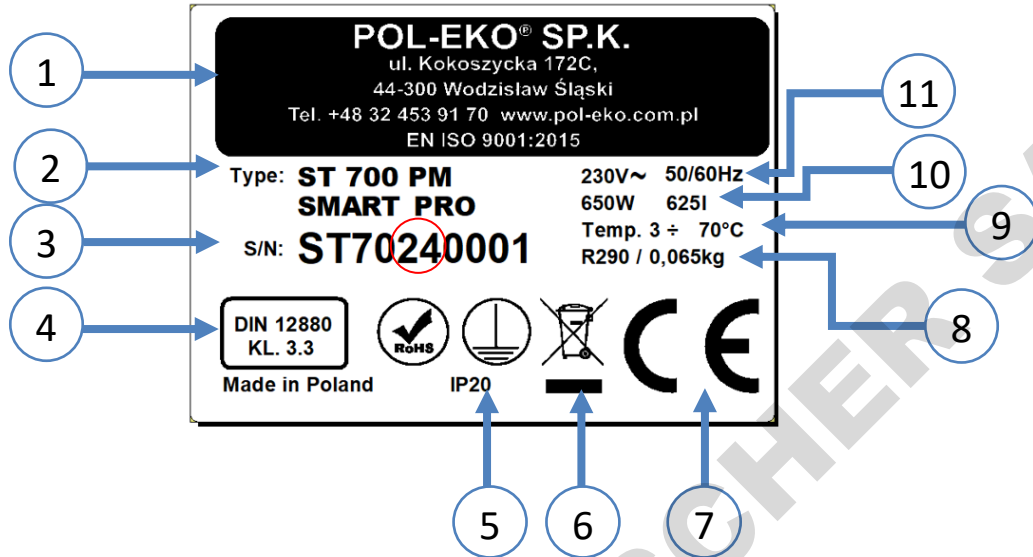 POL-EKO® SP.K.
ul. Kokoszycka 172C,
44-300 Wodzisław Śląski
Tel. +48 32 453 91 70 www.pol-eko.com.pl
EN ISO 9001:2015
Type: ST 700 PM
SMART PRO
S/N: ST70240001
230V~ 50/60Hz
650W 625l
Temp. 3 ÷ 70°C
R290 / 0,065kg
DIN 12880
KL. 3.3
RoHS
CE
Made in Poland
IP20
1
2
3
4
5
6
7
8
9
10
11